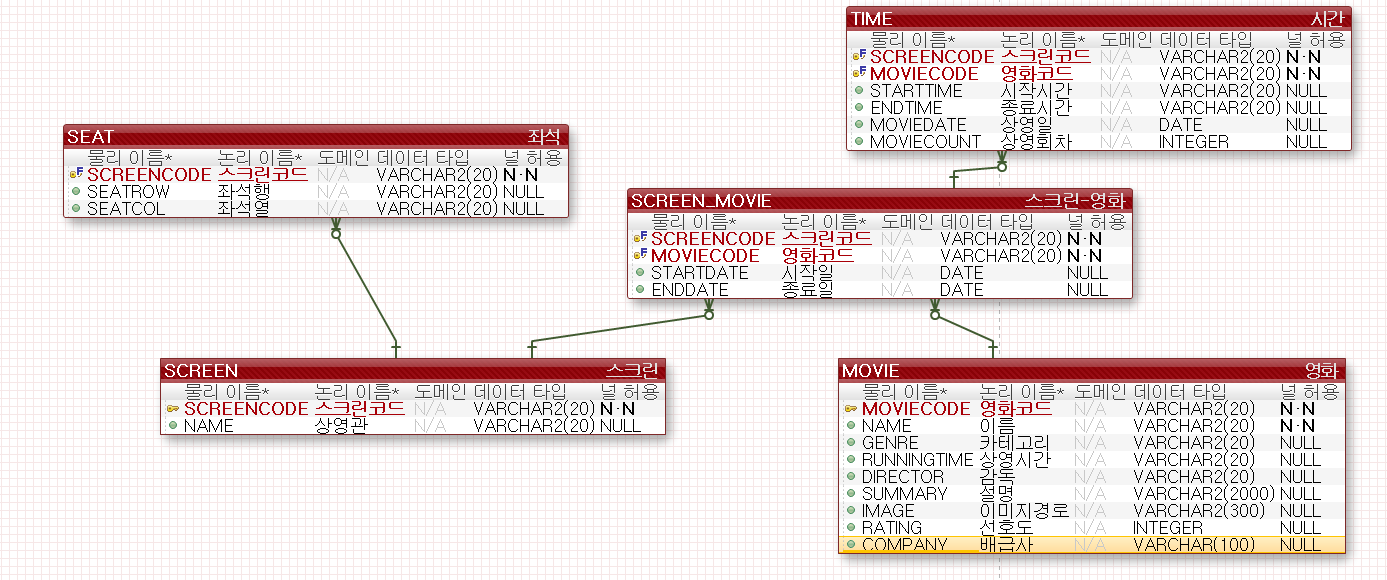 TIME 시간
물리 이름* 논리 이름* 도메인 데이터 타입 널 허용
SCREENCODE 스크린코드 N/A VARCHAR2(20) N·N
MOVIECODE 영화코드 N/A VARCHAR2(20) N·N
STARTTIME 시작시간 N/A VARCHAR2(20) NULL
ENDTIME 종료시간 N/A VARCHAR2(20) NULL
MOVIEDATE 상영일 N/A DATE NULL
MOVIECOUNT 상영회차 N/A INTEGER NULL
SEAT 좌석
물리 이름* 논리 이름* 도메인 데이터 타입 널 허용
SCREENCODE 스크린코드 N/A VARCHAR2(20) N·N
SEATROW 좌석행 N/A VARCHAR2(20) NULL
SEATCOL 좌석열 N/A VARCHAR2(20) NULL
SCREEN_MOVIE 스크린-영화
물리 이름* 논리 이름* 도메인 데이터 타입 널 허용
SCREENCODE 스크린코드 N/A VARCHAR2(20) N·N
MOVIECODE 영화코드 N/A VARCHAR2(20) N·N
STARTDATE 시작일 N/A DATE NULL
ENDDATE 종료일 N/A DATE NULL
SCREEN 스크린
물리 이름* 논리 이름* 도메인 데이터 타입 널 허용
SCREENCODE 스크린코드 N/A VARCHAR2(20) N·N
NAME 상영관 N/A VARCHAR2(20) NULL
MOVIE 영화
물리 이름* 논리 이름* 도메인 데이터 타입 널 허용
MOVIECODE 영화코드 N/A VARCHAR2(20) N·N
NAME 이름 N/A VARCHAR2(20) N·N
GENRE 카테고리 N/A VARCHAR2(20) NULL
RUNNINGTIME 상영시간 N/A VARCHAR2(20) NULL
DIRECTOR 감독 N/A VARCHAR2(20) NULL
SUMMARY 설명 N/A VARCHAR2(2000) NULL
IMAGE 이미지경로 N/A VARCHAR2(300) NULL
RATING 선호도 N/A INTEGER NULL
COMPANY 배급사 N/A VARCHAR(100) NULL